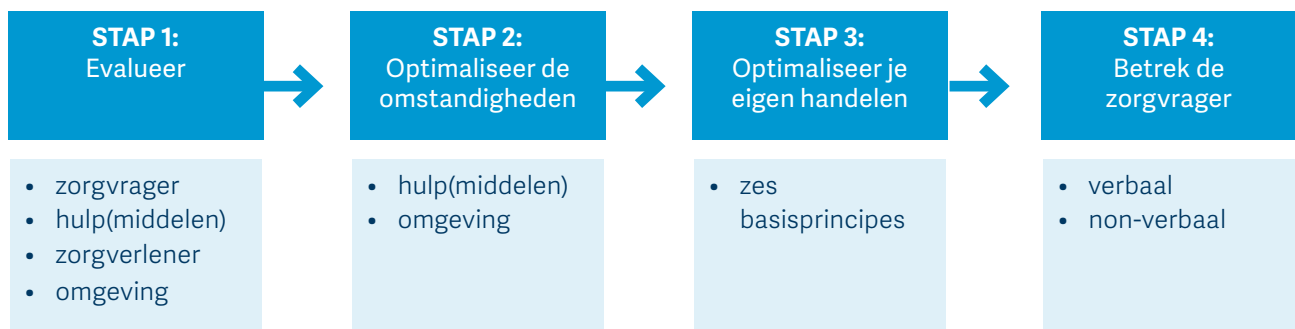 STAP 1:
Evalueer
• zorgvrager
• hulp(middelen)
• zorgverlener
• omgeving
STAP 2:
Optimaliseer de
omstandigheden
• hulp(middelen)
• omgeving
STAP 3:
Optimaliseer je
eigen handelen
• zes
basisprincipes
STAP 4:
Betrek de
zorgvrager
• verbaal
• non-verbaal